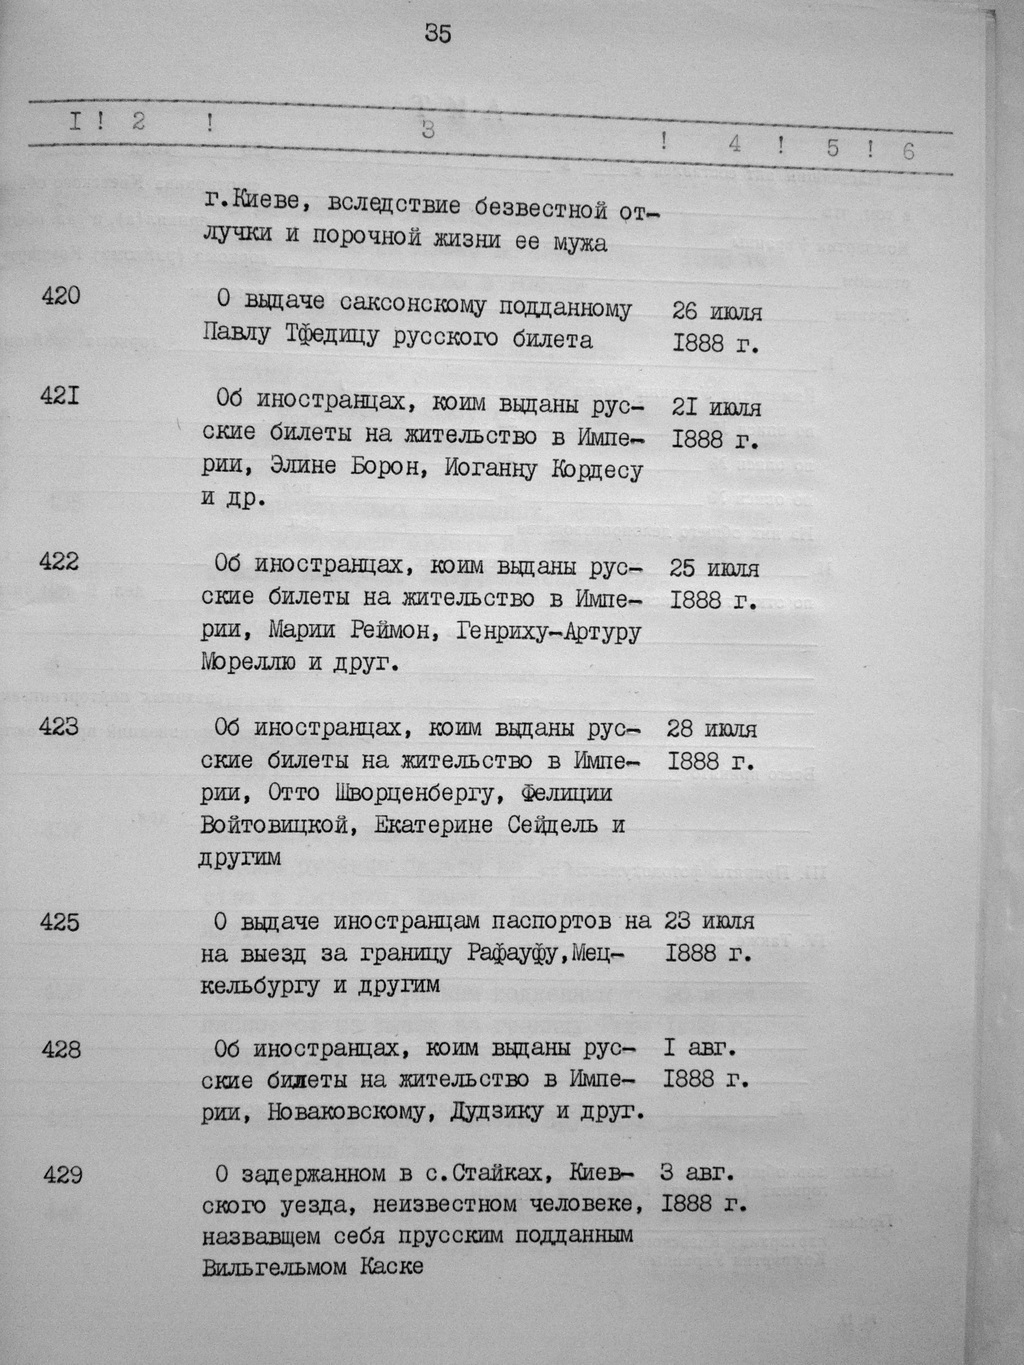 35
I ! 2 ! 3 ! 4 ! 5 ! 6
г.Киеве, вследствие безвестной от-
лучки и порочной жизни ее мужа
420 О выдаче саксонскому подданному 26 июля
Павлу Тфедицу русского билета 1888 г.
421 Об иностранцах, коим выданы рус- 21 июля
ские билеты на жительство в Импе- 1888 г.
рии, Элине Борон, Иоганну Кордесу
и др.
422 Об иностранцах, коим выданы рус- 25 июля
ские билеты на жительство в Импе- 1888 г.
рии, Марии Реймон, Генриху-Артуру
Мореллю и друг.
423 Об иностранцах, коим выданы рус- 28 июля
ские билеты на жительство в Импе- 1888 г.
рии, Отто Шворценбергу, Фелиции
Войтовицкой, Екатерине Сейдель и
другим
425 О выдаче иностранцам паспортов на 23 июля
на выезд за границу Рафауфу,Мец- 1888 г.
кельбургу и другим
428 Об иностранцах, коим выданы рус- I авг.
ские билеты на жительство в Импе- 1888 г.
рии, Новаковскому, Дудзику и друг.
429 О задержанном в с.Стайках, Киев- 3 авг.
ского уезда, неизвестном человеке, 1888 г.
назвавщем себя прусским подданным
Вильгельмом Каске